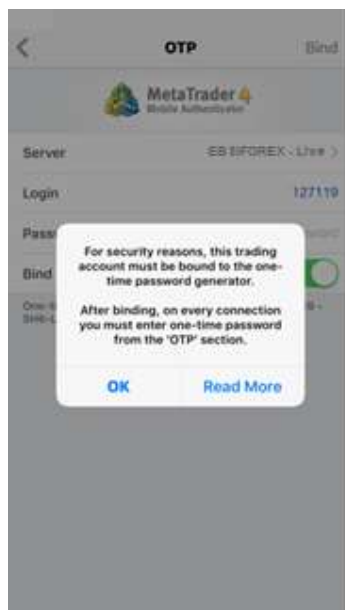 OTP
Bind
MetaTrader 4
Mobile Authenticator
Server
Live
Login
127119
Bind
For security reasons, this trading
account must be bound to the one-
time password generator.
After binding, on every connection
you must enter one-time password
from the 'OTP' section.
OK
Read More